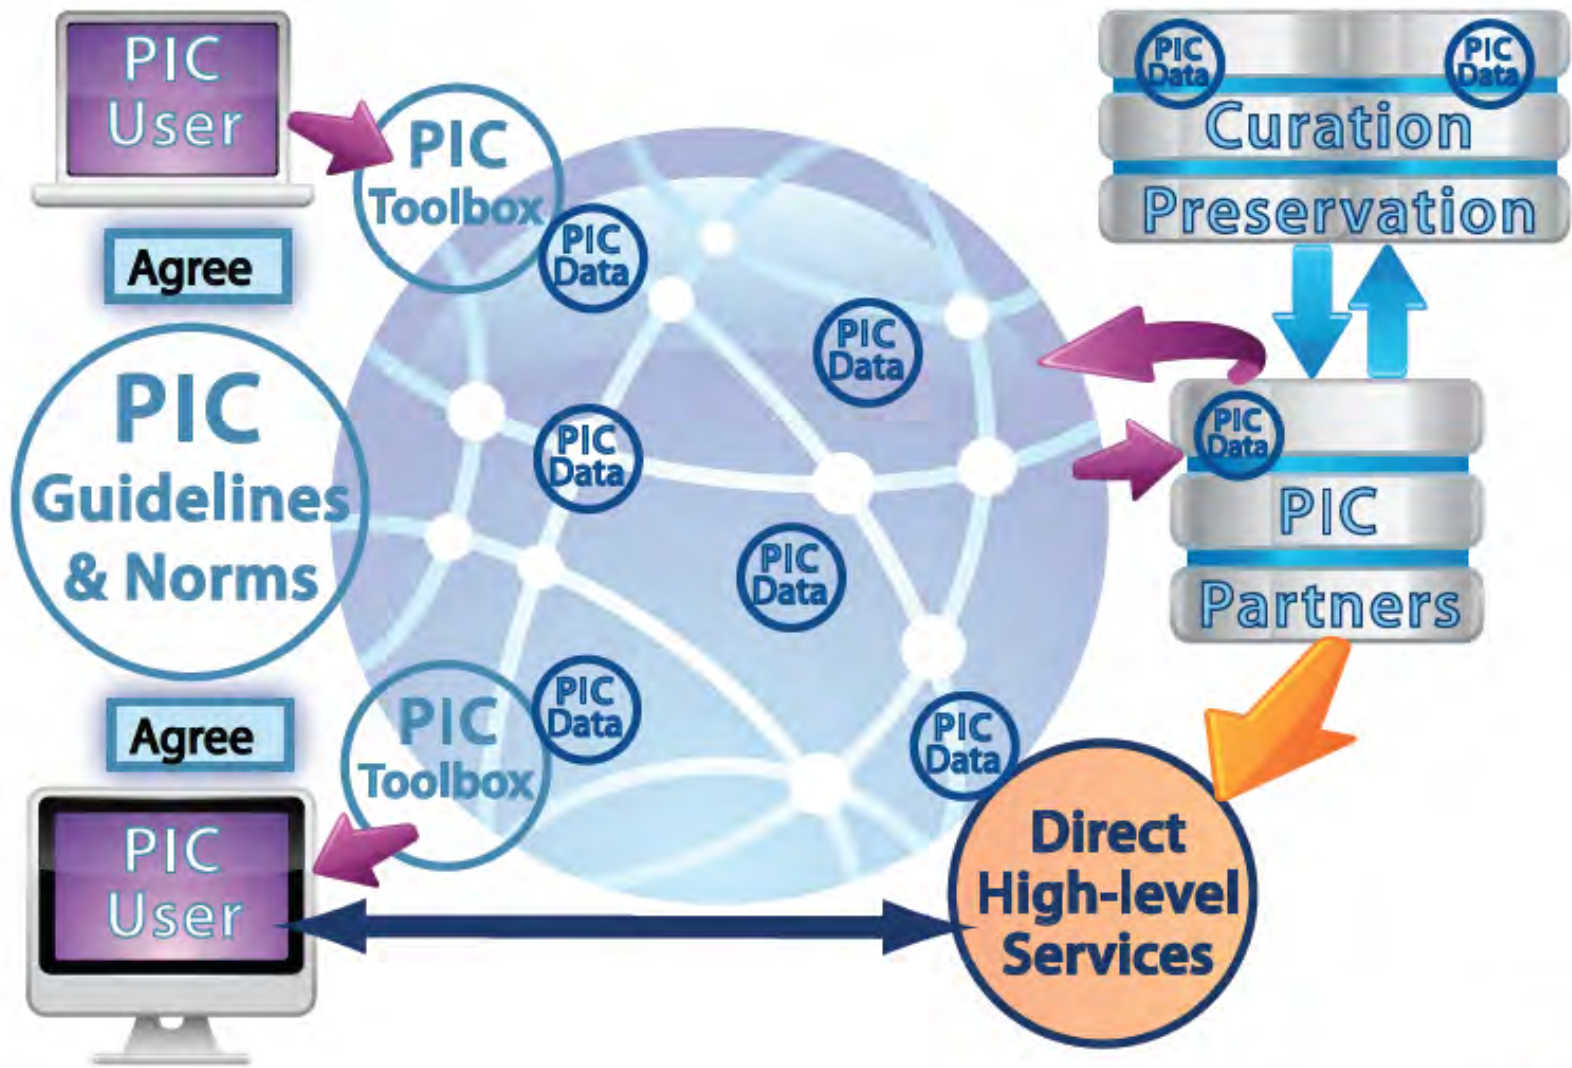 PIC
User
Agree
PIC
Guidelines
& Norms
Agree
PIC
User
PIC
Toolbox
PIC
Data
PIC
Data
PIC
Data
PIC
Data
PIC
Toolbox
PIC
Data
PIC
Data
PIC
Data
PIC
Data
Curation
Preservation
PIC
Data
PIC
Partners
Direct
High-level
Services